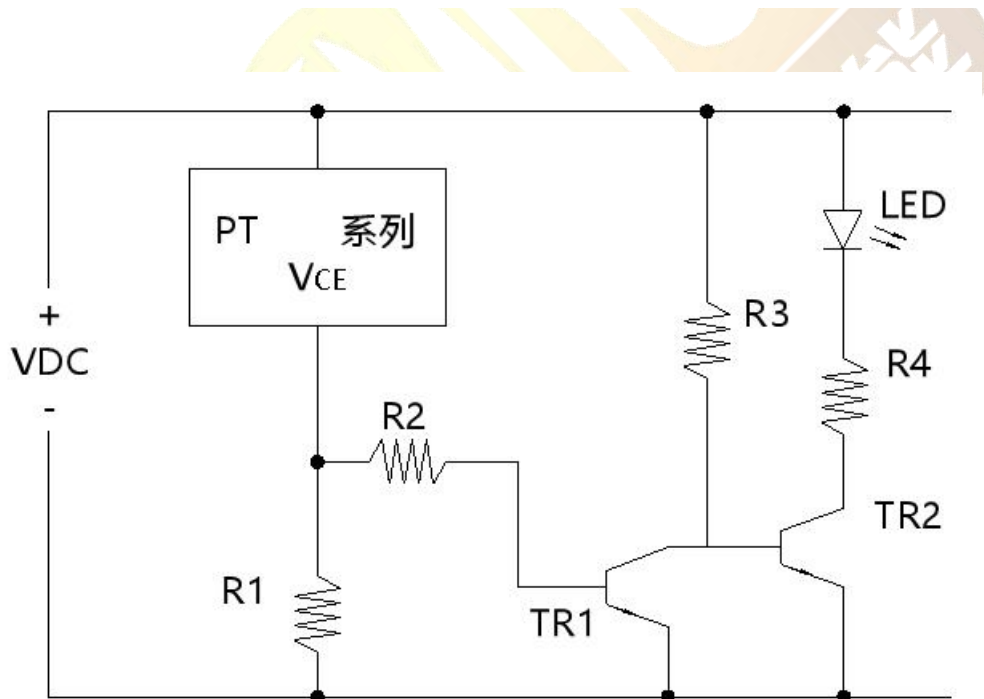 PT 系列
VCE
LED
+
VDC
-
R3
R4
R2
TR2
R1
TR1